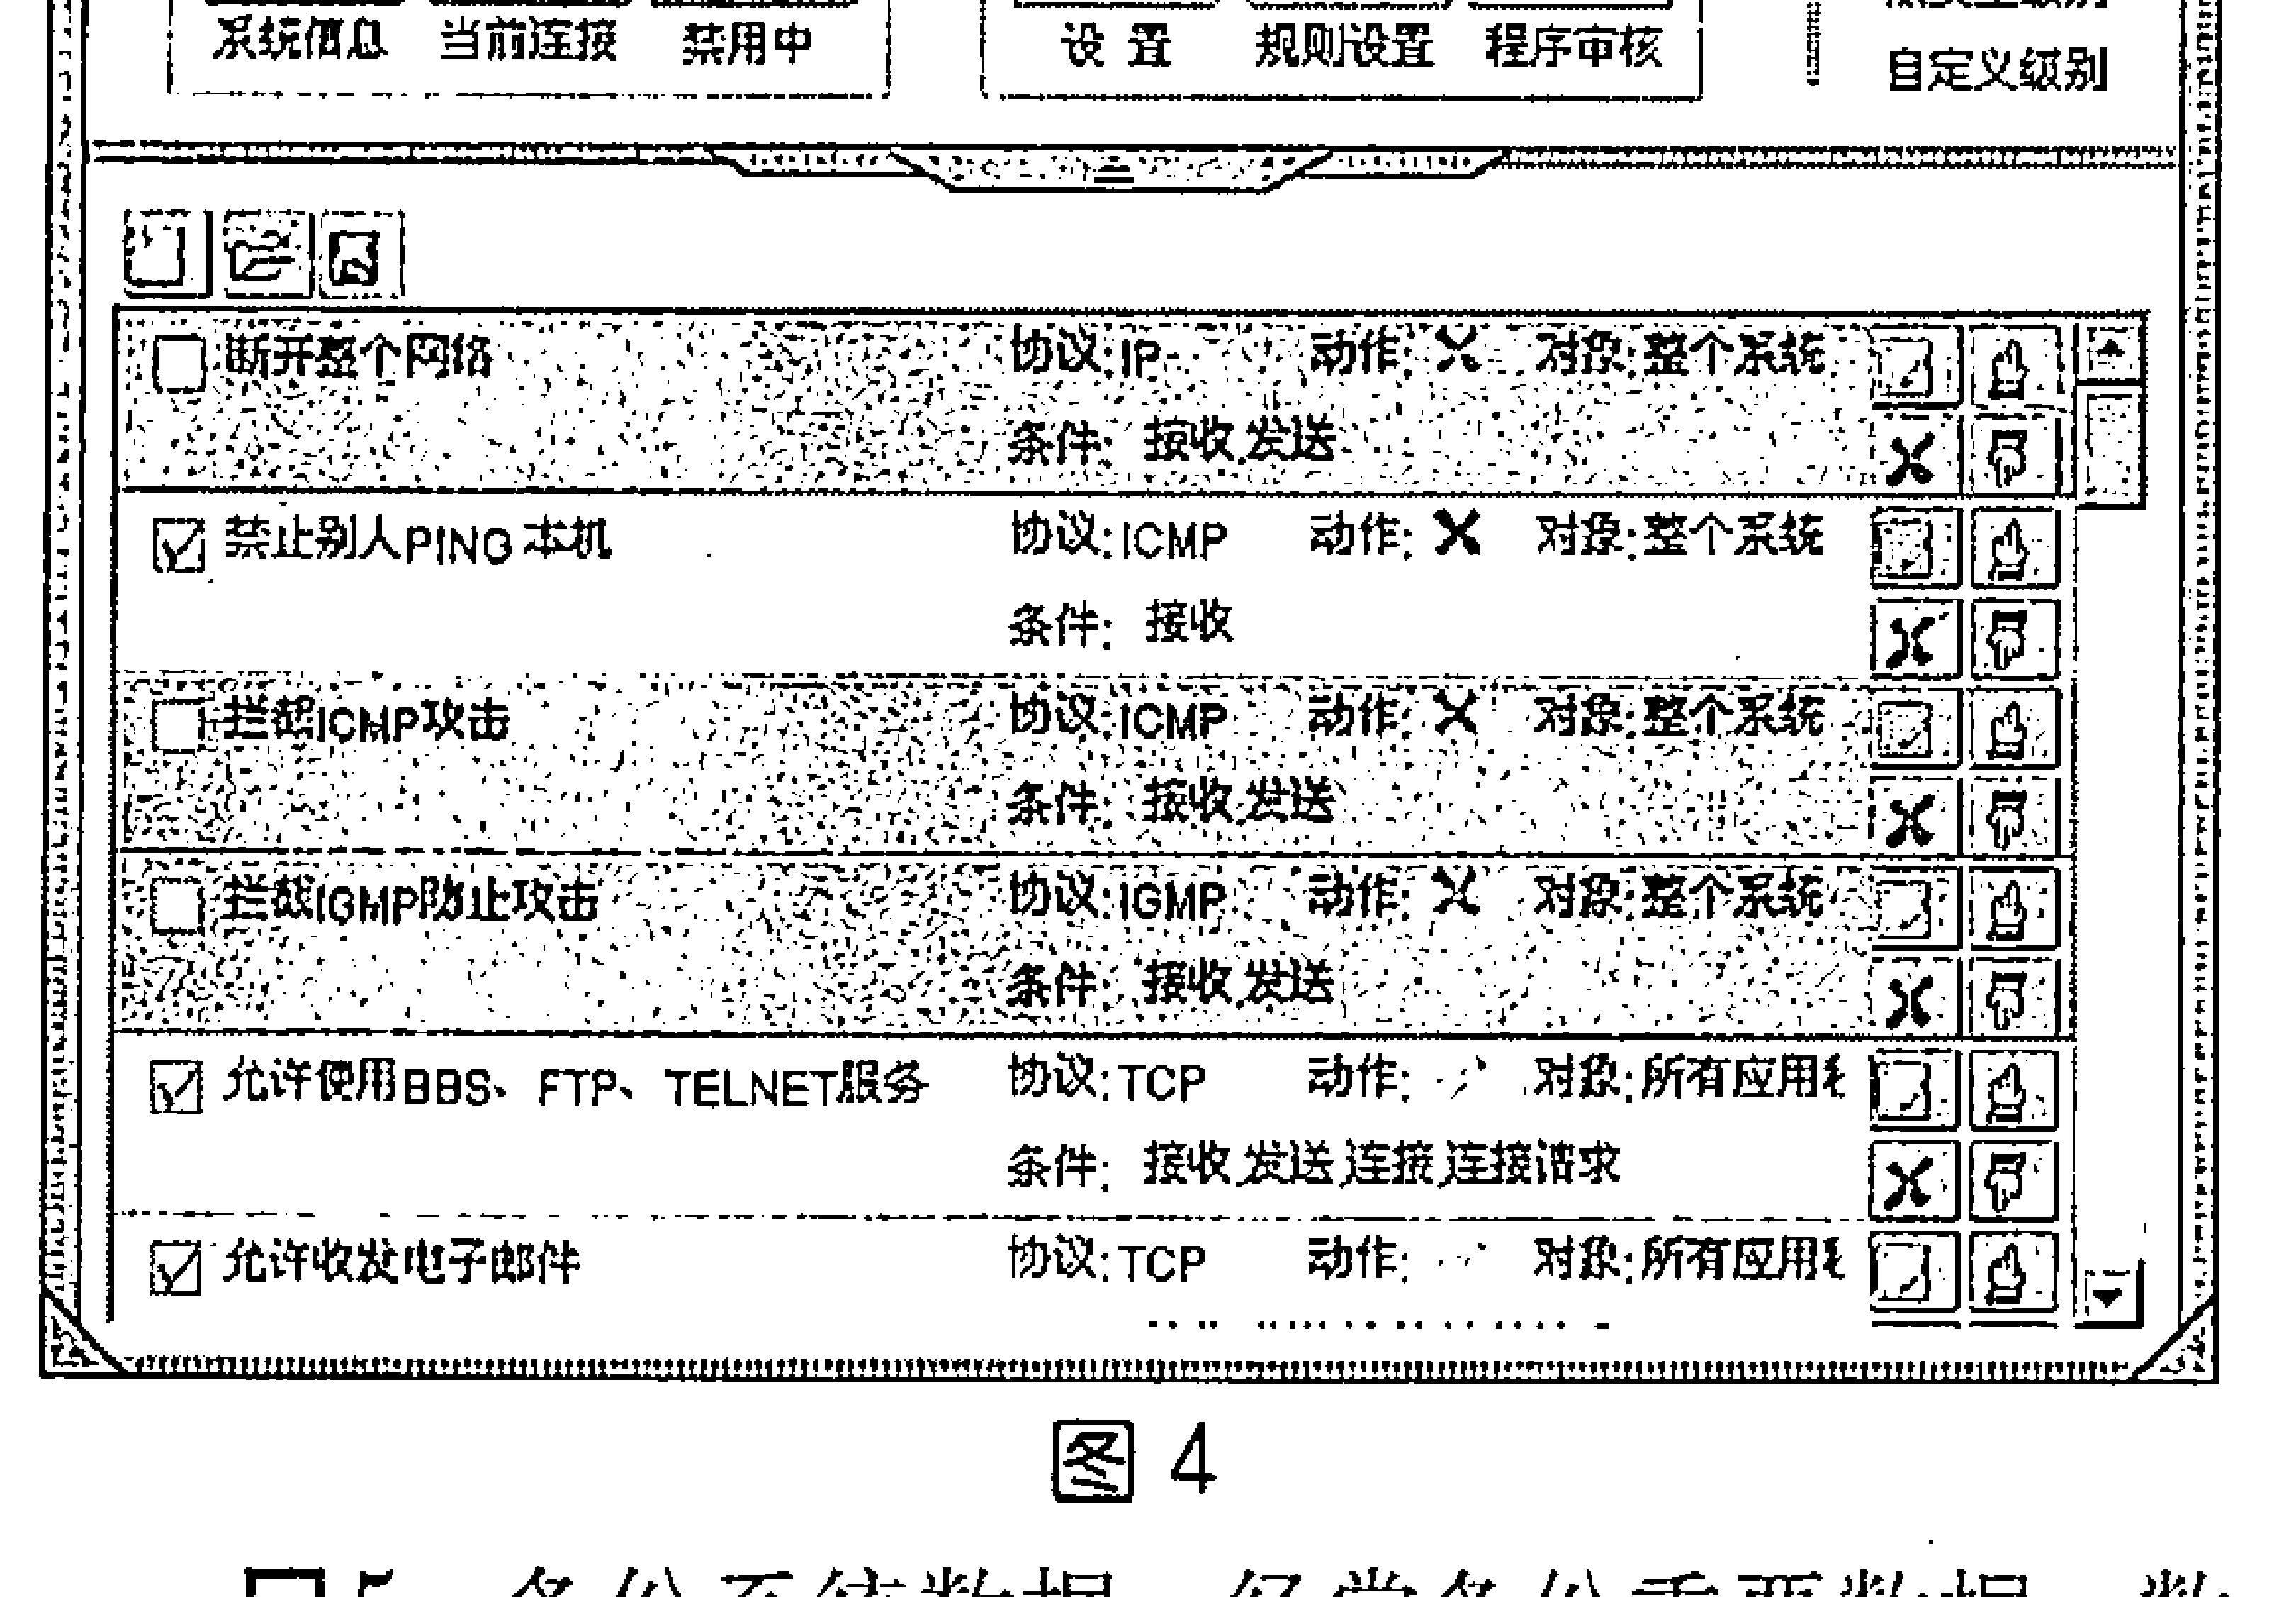 系统信息 当前连接 禁用中 设 置 规则设置 程序审核
自定义级别
断开整个网络 协议:IP 动作: 对象:整个系统
条件: 接收,发送
禁止别人PING本机 协议:ICMP 动作: 对象:整个系统
条件: 接收
拦截ICMP攻击 协议:ICMP 动作: 对象:整个系统
条件: 接收,发送
拦截IGMP防止攻击 协议:IGMP 动作: 对象:整个系统
条件: 接收,发送
允许使用BBS、FTP、TELNET服务 协议:TCP 动作: 对象:所有应用
条件: 接收,发送,连接,连接请求
允许收发电子邮件 协议:TCP 动作: 对象:所有应用
图 4